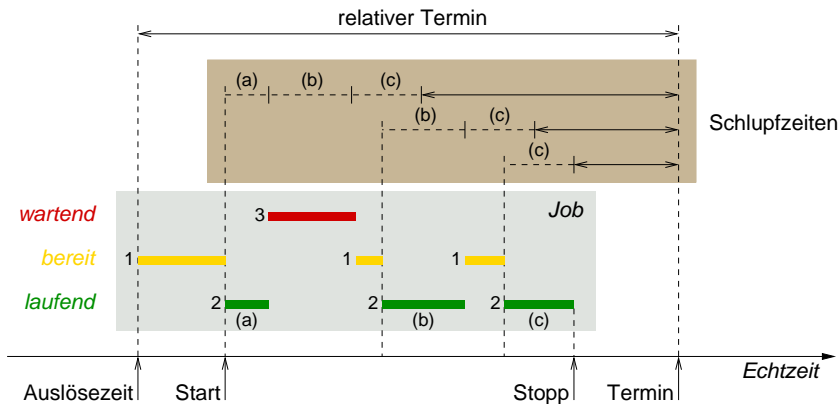 relativer Termin
(a) (b) (c)
(b) (c)
Schlupfzeiten
(c)
wartend 3 Job
bereit 1 1 1
laufend 2 2 2
(a) (b) (c)
Echtzeit
Auslösezeit Start Stopp Termin